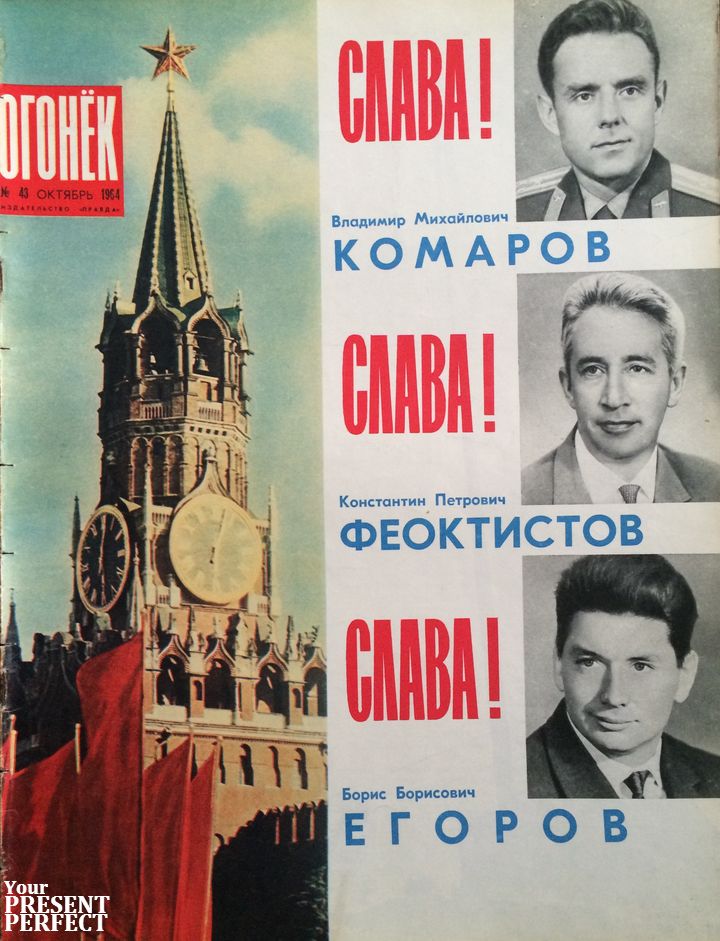 ОГОНЁК
№ 43 ОКТЯБРЬ 1964
ИЗДАТЕЛЬСТВО «ПРАВДА»
СЛАВА!
Владимир Михайлович
КОМАРОВ
СЛАВА!
Константин Петрович
ФЕОКТИСТОВ
СЛАВА!
Борис Борисович
ЕГОРОВ
Your
PRESENT
PERFECT